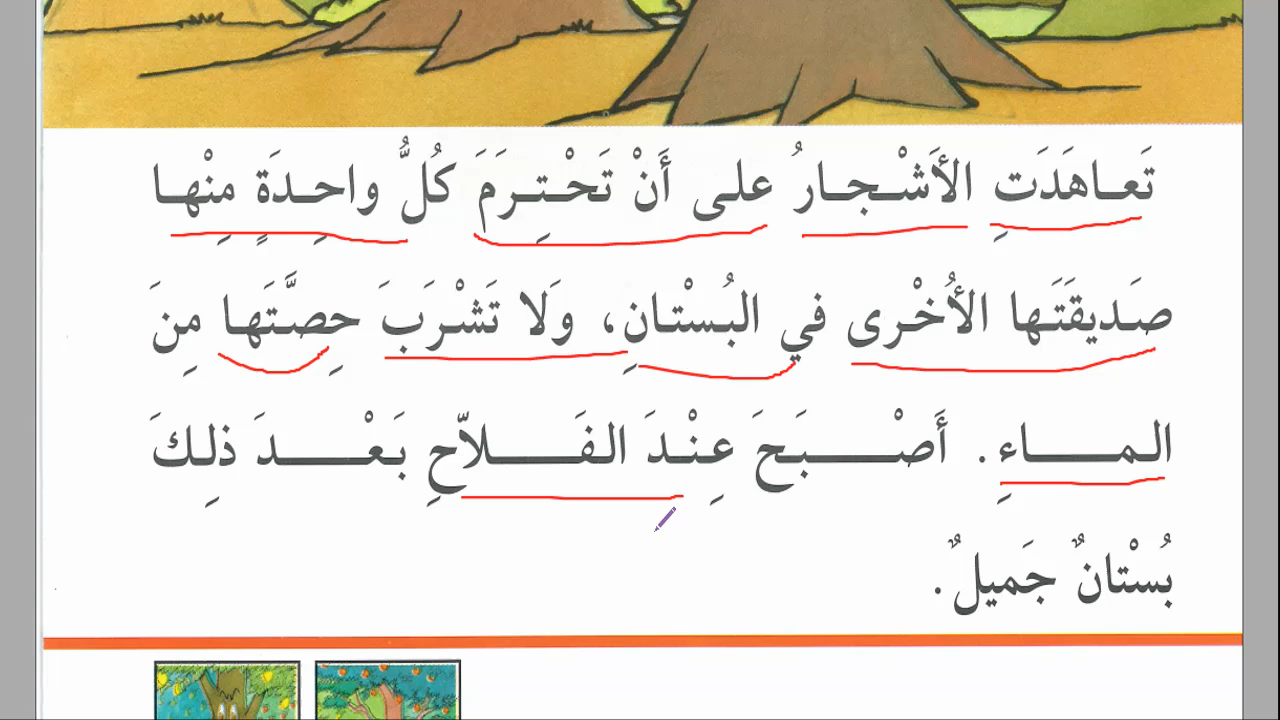 تَعاهَدَتِ الأَشْجارُ على أَنْ تَحْتِرَمَ كُلُّ واحِدَةٍ مِنْها
صَديقَتَها الأُخْرى في البُسْتانِ، وَلا تَشْرَبَ حِصَّتَها مِنَ
الماءِ. أَصْبَحَ عِنْدَ الفَلاّحِ بَعْدَ ذلِكَ
بُسْتانٌ جَميلٌ.